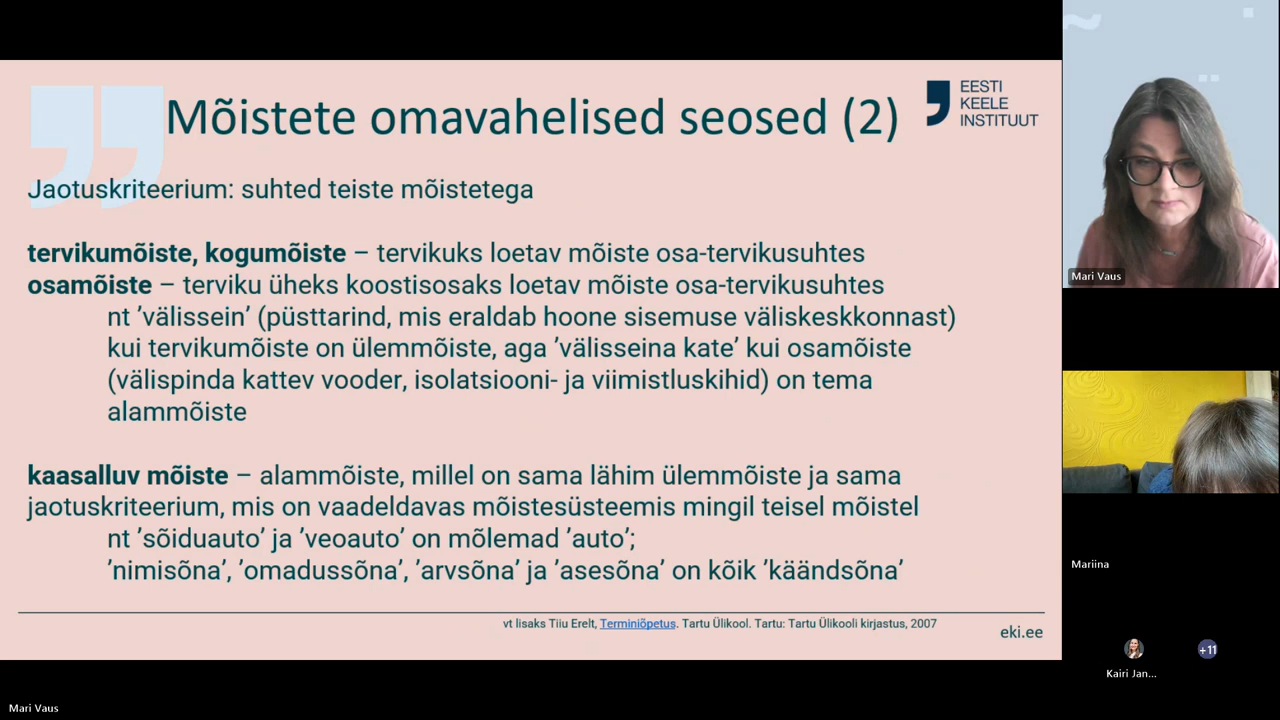 Mõistete omavahelised seosed (2)
EESTI
KEELE
INSTITUUT
Jaotuskriteerium: suhted teiste mõistetega
tervikumõiste, kogumõiste – tervikuks loetav mõiste osa-tervikusuhtes
osamõiste – terviku üheks koostisosaks loetav mõiste osa-tervikusuhtes
nt ’välissein’ (püsttarind, mis eraldab hoone sisemuse väliskeskkonnast)
kui tervikumõiste on ülemmõiste, aga ’välisseina kate’ kui osamõiste
(välispinda kattev vooder, isolatsiooni- ja viimistluskihid) on tema
alammõiste
kaasalluv mõiste – alammõiste, millel on sama lähim ülemmõiste ja sama
jaotuskriteerium, mis on vaadeldavas mõistesüsteemis mingil teisel mõistel
nt ’sõiduauto’ ja ’veoauto’ on mõlemad ’auto’;
’nimisõna’, ’omadussõna’, ’arvsõna’ ja ’asesõna’ on kõik ’käändsõna’
vt lisaks Tiiu Erelt, Terminiõpetus. Tartu Ülikool. Tartu: Tartu Ülikooli kirjastus, 2007
eki.ee
Mari Vaus
Mariina
Kairi Jan...
+11
Mari Vaus